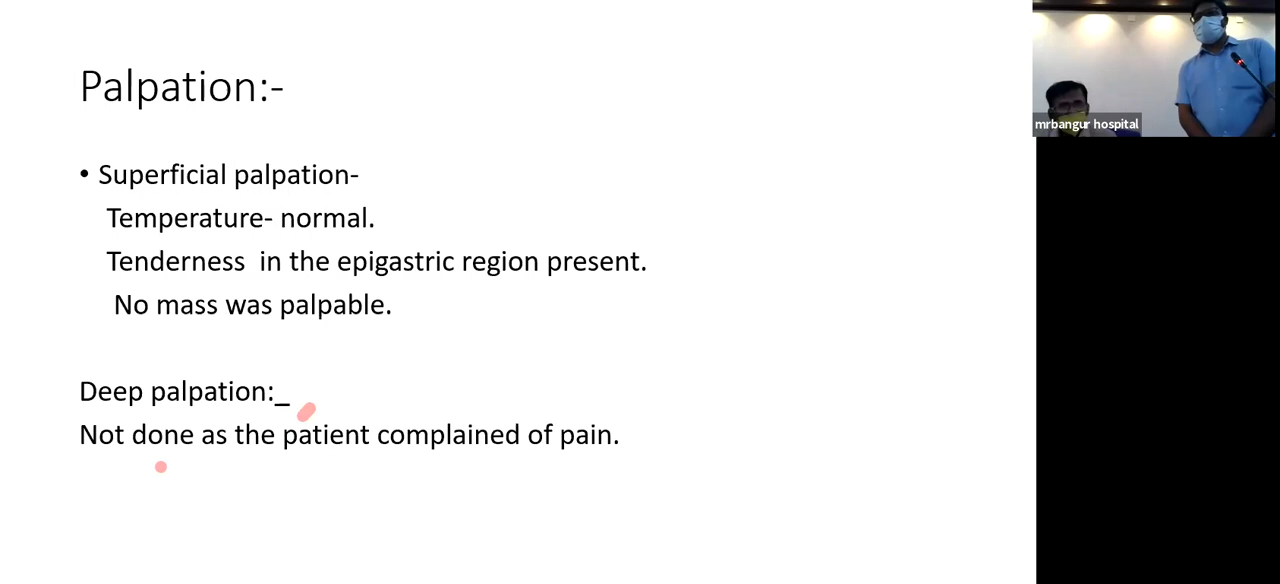 Palpation:-
• Superficial palpation-
Temperature- normal.
Tenderness in the epigastric region present.
No mass was palpable.
Deep palpation:_
Not done as the patient complained of pain.
mrbangur hospital